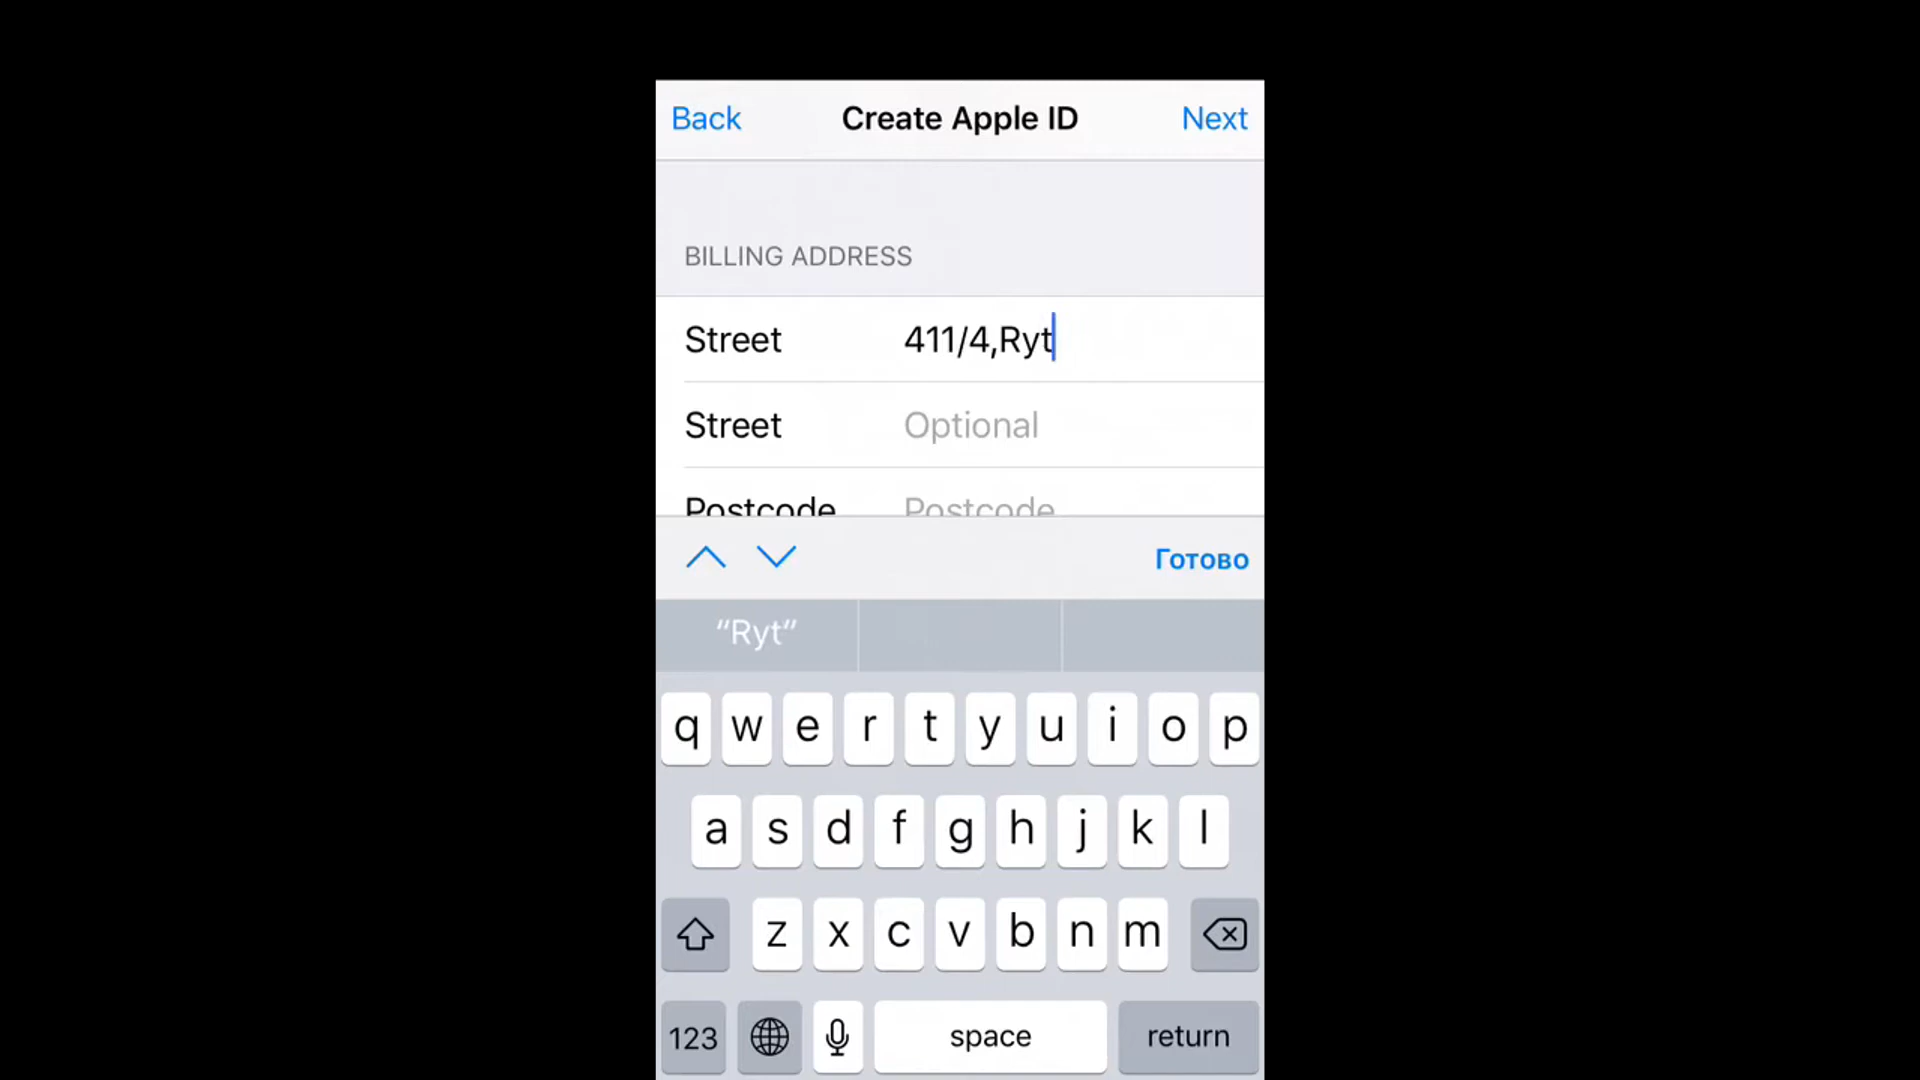 Back Create Apple ID Next
BILLING ADDRESS
Street 411/4,Ryt
Street Optional
Postcode Postcode
Готово
“Ryt”
q w e r t y u i o p
a s d f g h j k l
z x c v b n m
123 space return